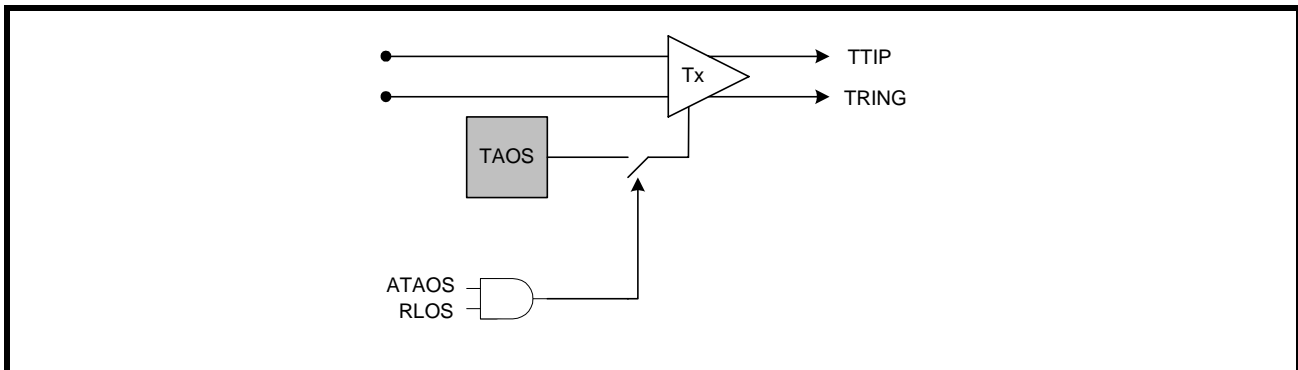 TTIP
Tx
TRING
TAOS
ATAOS
RLOS